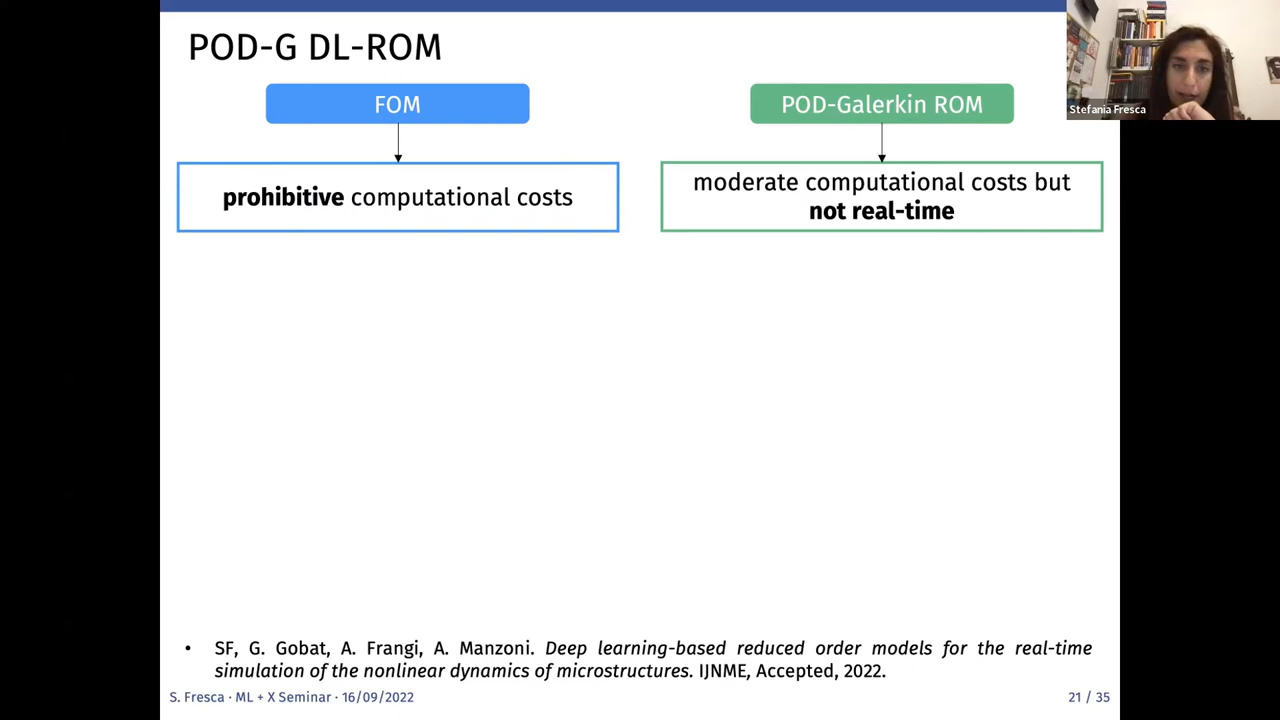 POD-G DL-ROM
Stefania Fresca
FOM
POD-Galerkin ROM
prohibitive computational costs
moderate computational costs but
not real-time
• SF, G. Gobat, A. Frangi, A. Manzoni. Deep learning-based reduced order models for the real-time
simulation of the nonlinear dynamics of microstructures. IJNME, Accepted, 2022.
S. Fresca · ML + X Seminar · 16/09/2022
21 / 35